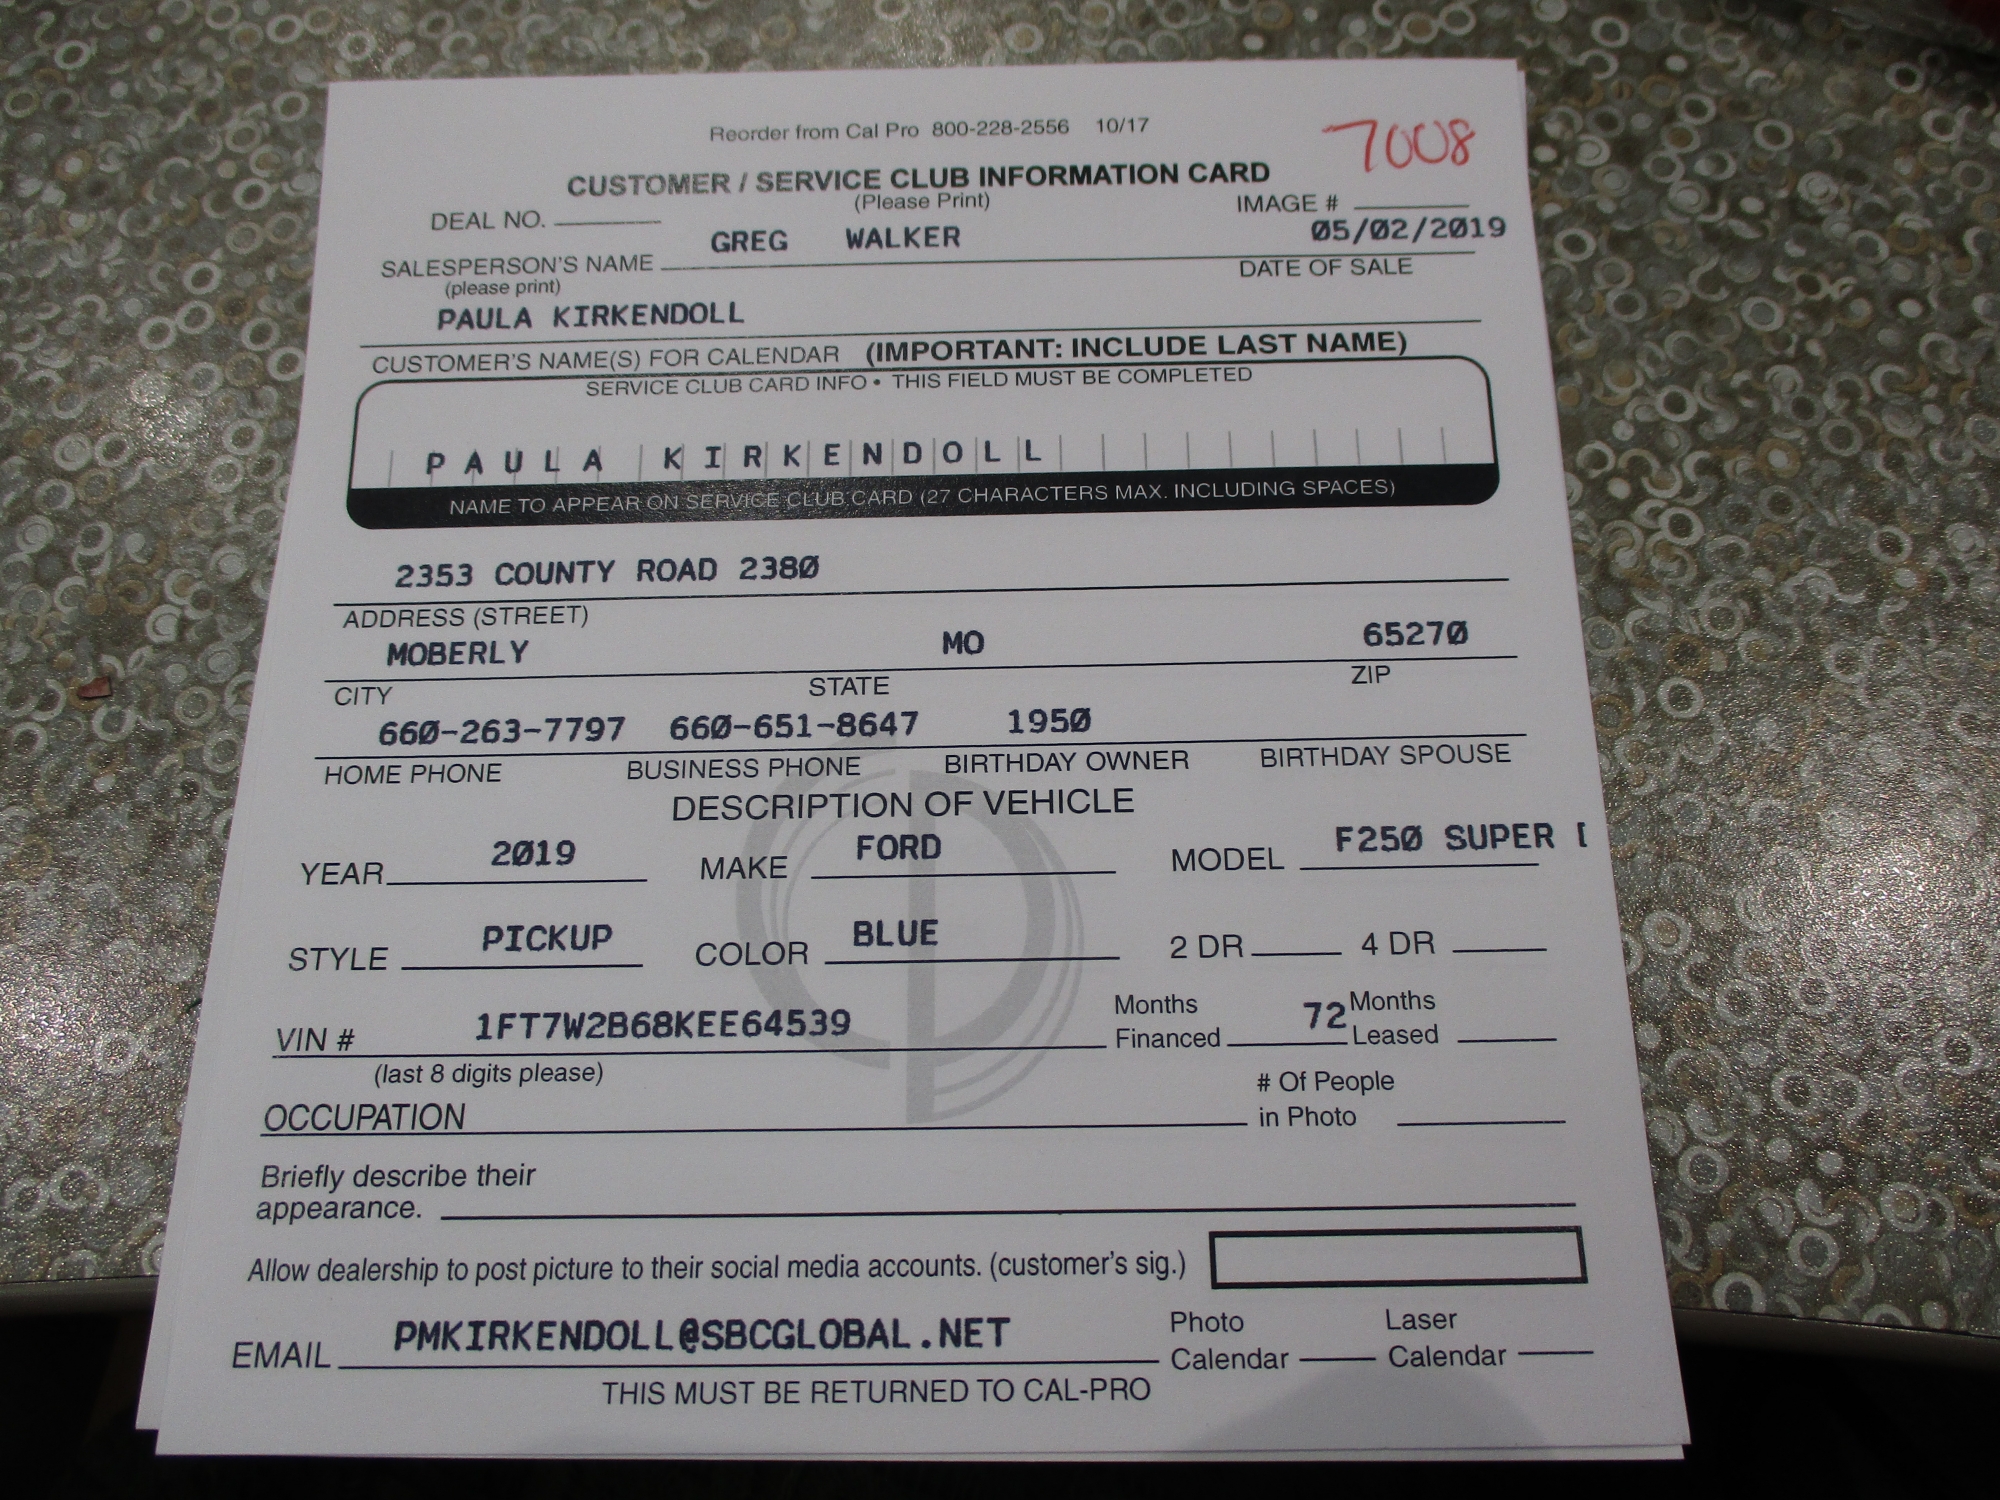 Reorder from Cal Pro 800-228-2556 10/17
7008
CUSTOMER / SERVICE CLUB INFORMATION CARD
(Please Print)
DEAL NO. IMAGE #
GREG WALKER 05/02/2019
SALESPERSON'S NAME DATE OF SALE
(please print)
PAULA KIRKENDOLL
CUSTOMER'S NAME(S) FOR CALENDAR (IMPORTANT: INCLUDE LAST NAME)
SERVICE CLUB CARD INFO • THIS FIELD MUST BE COMPLETED
PAULA KIRKENDOLL
NAME TO APPEAR ON SERVICE CLUB CARD (27 CHARACTERS MAX. INCLUDING SPACES)
2353 COUNTY ROAD 2380
ADDRESS (STREET)
MOBERLY MO 65270
CITY STATE ZIP
660-263-7797 660-651-8647 1950
HOME PHONE BUSINESS PHONE BIRTHDAY OWNER BIRTHDAY SPOUSE
DESCRIPTION OF VEHICLE
YEAR 2019 MAKE FORD MODEL F250 SUPER
STYLE PICKUP COLOR BLUE 2 DR 4 DR
VIN # 1FT7W2B68KEE64539 Months Financed 72 Months Leased
(last 8 digits please)
OCCUPATION # Of People in Photo
Briefly describe their
appearance.
Allow dealership to post picture to their social media accounts. (customer's sig.)
EMAIL PMKIRKENDOLL@SBCGLOBAL.NET Photo Calendar Laser Calendar
THIS MUST BE RETURNED TO CAL-PRO